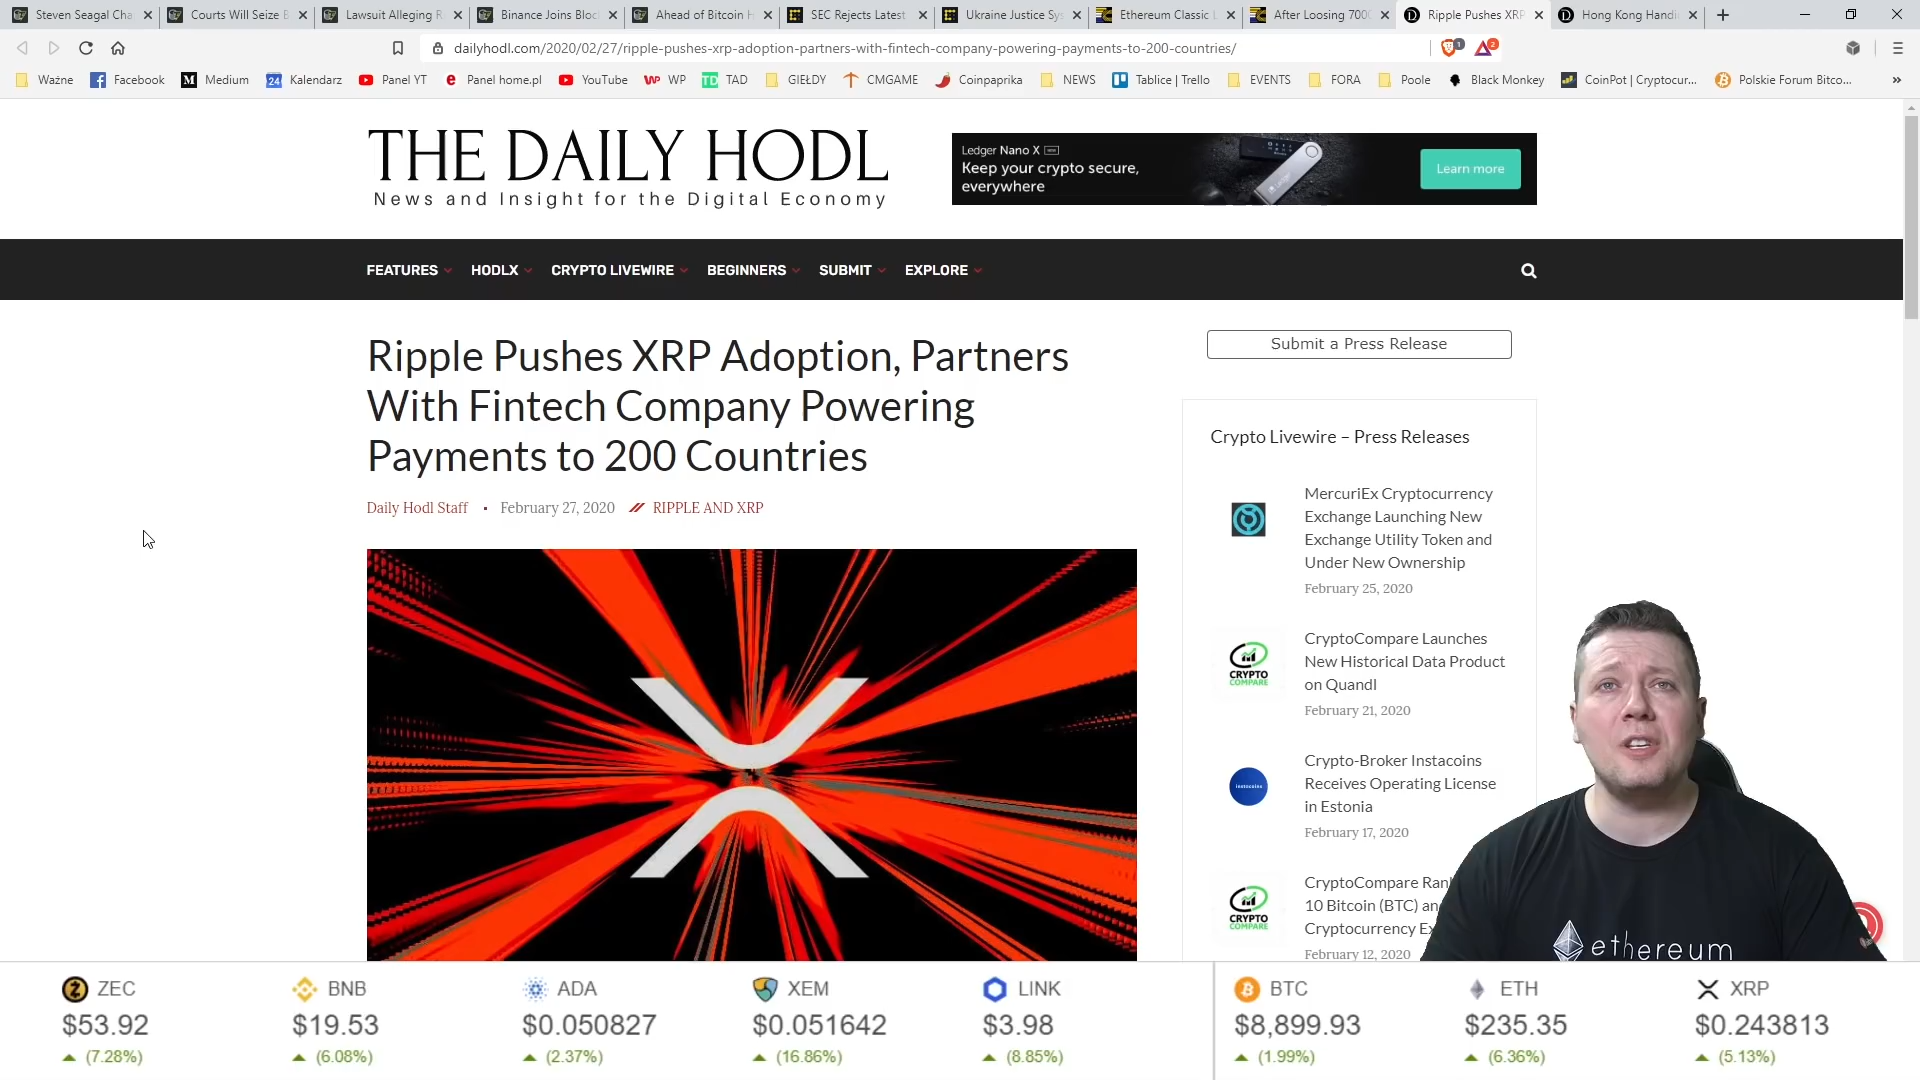 Steven Seagal Cha
Courts Will Seize B
Lawsuit Alleging R
Binance Joins Bloc
Ahead of Bitcoin H
SEC Rejects Latest
Ukraine Justice Sys
Ethereum Classic L
After Loosing 7000
Ripple Pushes XRP
Hong Kong Handi
dailyhodl.com/2020/02/27/ripple-pushes-xrp-adoption-partners-with-fintech-company-powering-payments-to-200-countries/
1
2
Ważne
Facebook
Medium
24 Kalendarz
Panel YT
Panel home.pl
YouTube
WP
TAD
GIEŁDY
CMGAME
Coinpaprika
NEWS
Tablice | Trello
EVENTS
FORA
Poole
Black Monkey
CoinPot | Cryptocur...
Polskie Forum Bitco...
THE DAILY HODL
News and Insight for the Digital Economy
Ledger Nano X
Keep your crypto secure,
everywhere
Learn more
FEATURES HODLX CRYPTO LIVEWIRE BEGINNERS SUBMIT EXPLORE
Ripple Pushes XRP Adoption, Partners
With Fintech Company Powering
Payments to 200 Countries
Daily Hodl Staff • February 27, 2020 RIPPLE AND XRP
Submit a Press Release
Crypto Livewire – Press Releases
MercuriEx Cryptocurrency
Exchange Launching New
Exchange Utility Token and
Under New Ownership
February 25, 2020
CRYPTO
COMPARE
CryptoCompare Launches
New Historical Data Product
on Quandl
February 21, 2020
instacoins
Crypto-Broker Instacoins
Receives Operating License
in Estonia
February 17, 2020
CRYPTO
COMPARE
CryptoCompare Ran
10 Bitcoin (BTC) an
Cryptocurrency Ex
February 12, 2020
ethereum
ZEC
$53.92
(7.28%)
BNB
$19.53
(6.08%)
ADA
$0.050827
(2.37%)
XEM
$0.051642
(16.86%)
LINK
$3.98
(8.85%)
BTC
$8,899.93
(1.99%)
ETH
$235.35
(6.36%)
XRP
$0.243813
(5.13%)